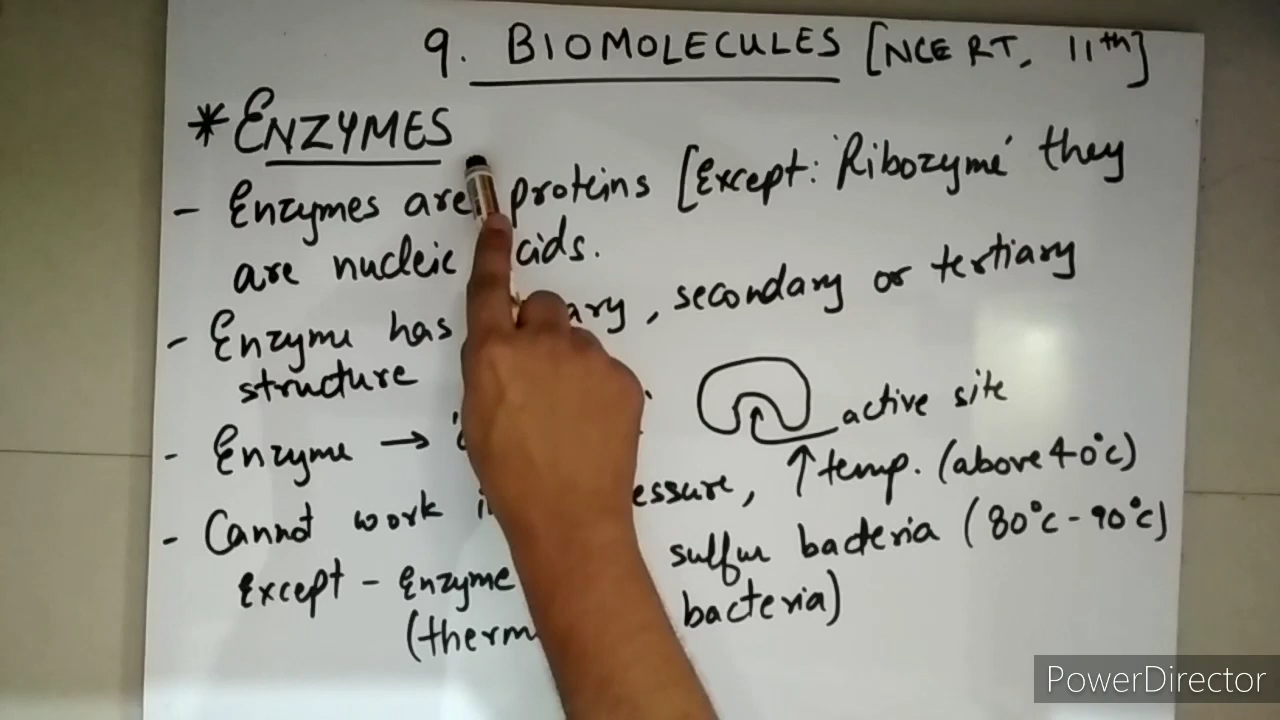 9. BIOMOLECULES [NCERT, 11th]
* ENZYMES
- Enzymes are proteins [Except: 'Ribozyme' they
are nucleic cids.
- Enzyme has ary, secondary or tertiary
structure
active site
- Enzyme →
- Cannot work essure, ↑ temp. (above 40°C)
Except - Enzyme sulfur bacteria (80°C - 90°C)
(therm bacteria)
PowerDirector